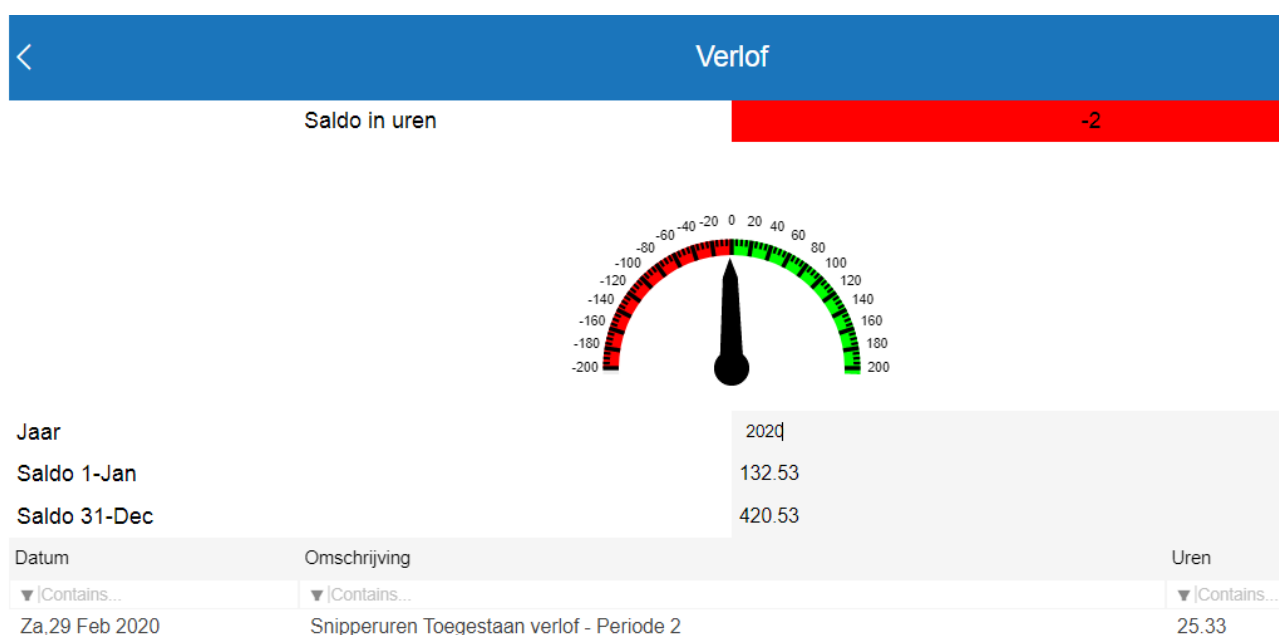 Verlof
Saldo in uren -2
-200 -180 -160 -140 -120 -100 -80 -60 -40 -20 0 20 40 60 80 100 120 140 160 180 200
Jaar 2020
Saldo 1-Jan 132.53
Saldo 31-Dec 420.53
Datum Omschrijving Uren
Contains... Contains... Contains...
Za,29 Feb 2020 Snipperuren Toegestaan verlof - Periode 2 25.33